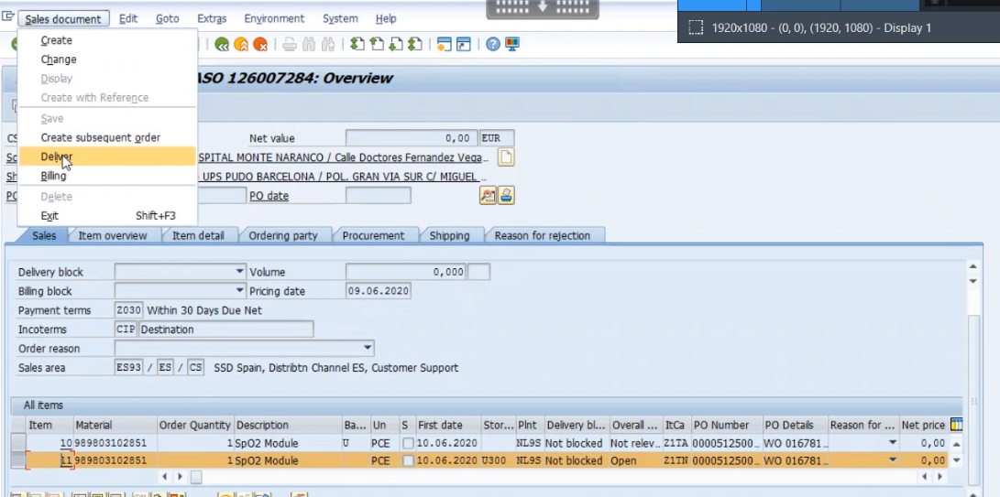 Sales document Edit Goto Extras Environment System Help
1920x1080 - (0, 0), (1920, 1080) - Display 1
Create
Change
Display
Create with Reference
Save
Create subsequent order
Deliver
Billing
Delete
Exit Shift+F3
ASO 126007284: Overview
Net value 0,00 EUR
SPITAL MONTE NARANCO / Calle Doctores Fernandez Vega...
UPS PUDO BARCELONA / POL. GRAN VIA SUR C/ MIGUEL ...
PO date
Sales Item overview Item detail Ordering party Procurement Shipping Reason for rejection
Delivery block Volume 0,000
Billing block Pricing date 09.06.2020
Payment terms Z030 Within 30 Days Due Net
Incoterms CIP Destination
Order reason
Sales area ES93 / ES / CS SSD Spain, Distribtn Channel ES, Customer Support
All items
Item Material Order Quantity Description Ba... Un S First date Stor... Plnt Delivery bl... Overall ... ItCa PO Number PO Details Reason for ... Net price
10 989803102851 1 SpO2 Module U PCE 10.06.2020 NL9S Not blocked Not relev... Z1TA 0000512500... WO 016781... 0,00
11 989803102851 1 SpO2 Module PCE 10.06.2020 U300 NL9S Not blocked Open Z1TN 0000512500... WO 016781... 0,00